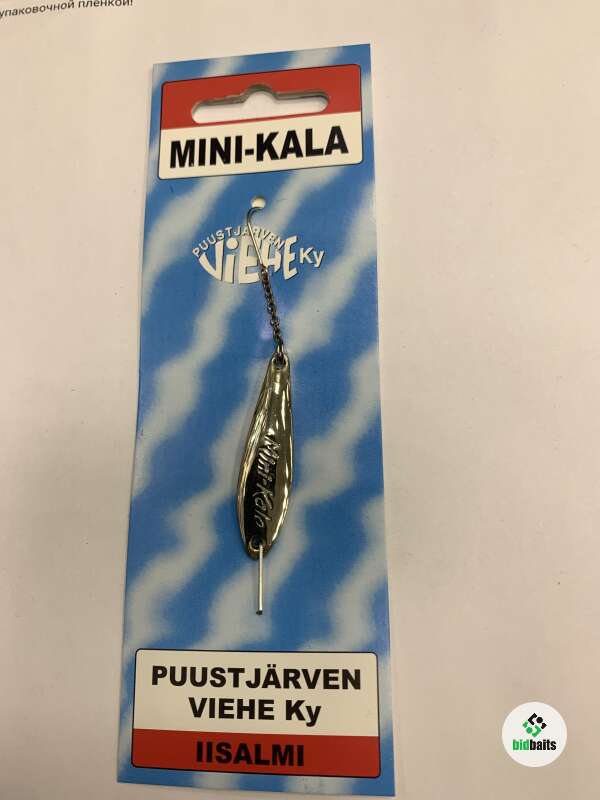 упаковочной пленкой!
MINI-KALA
PUUSTJÄRVEN
ViEHE Ky
Mini-Kala
PUUSTJÄRVEN
VIEHE Ky
IISALMI
bidbaits